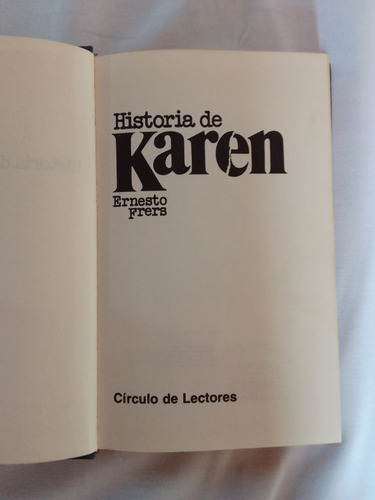 Historia de
Karen
Ernesto
Frers
Círculo de Lectores